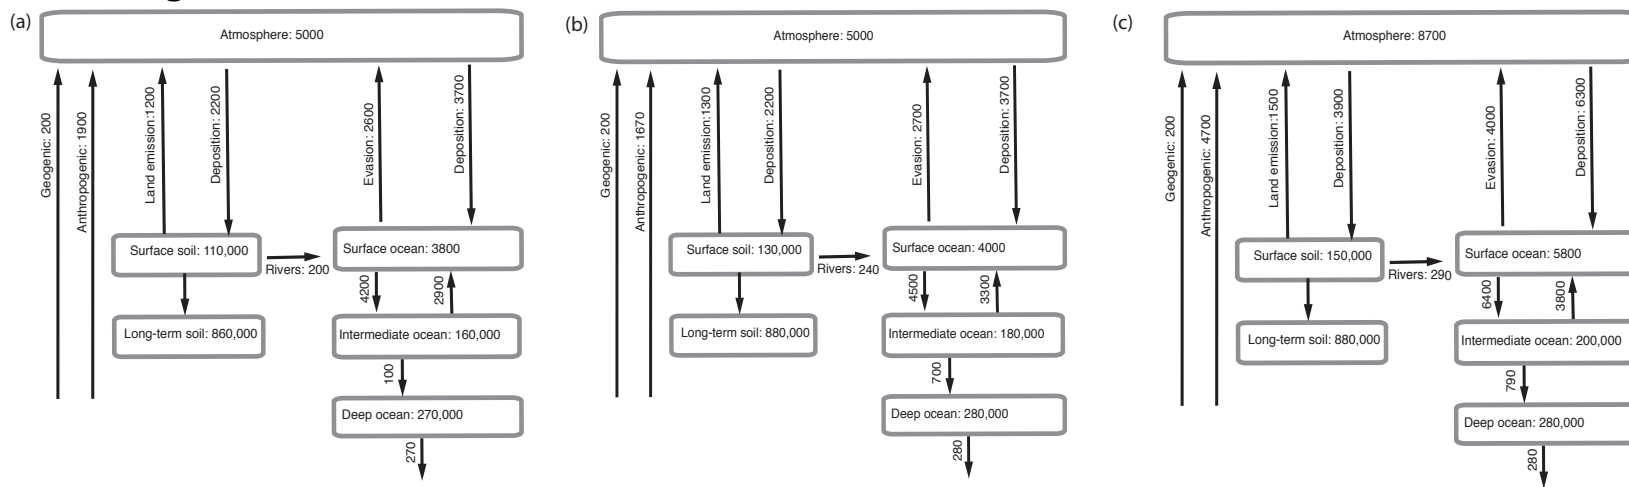 (a)
Atmosphere: 5000
Geogenic: 200
Anthropogenic: 1900
Land emission:1200
Deposition: 2200
Evasion: 2600
Deposition: 3700
Surface soil: 110,000
Rivers: 200
Surface ocean: 3800
4200
2900
Long-term soil: 860,000
Intermediate ocean: 160,000
100
Deep ocean: 270,000
270
(b)
Atmosphere: 5000
Geogenic: 200
Anthropogenic: 1670
Land emission:1300
Deposition: 2200
Evasion: 2700
Deposition: 3700
Surface soil: 130,000
Rivers: 240
Surface ocean: 4000
4500
3300
Long-term soil: 880,000
Intermediate ocean: 180,000
700
Deep ocean: 280,000
280
(c)
Atmosphere: 8700
Geogenic: 200
Anthropogenic: 4700
Land emission:1500
Deposition: 3900
Evasion: 4000
Deposition: 6300
Surface soil: 150,000
Rivers: 290
Surface ocean: 5800
6400
3800
Long-term soil: 880,000
Intermediate ocean: 200,000
790
Deep ocean: 280,000
280